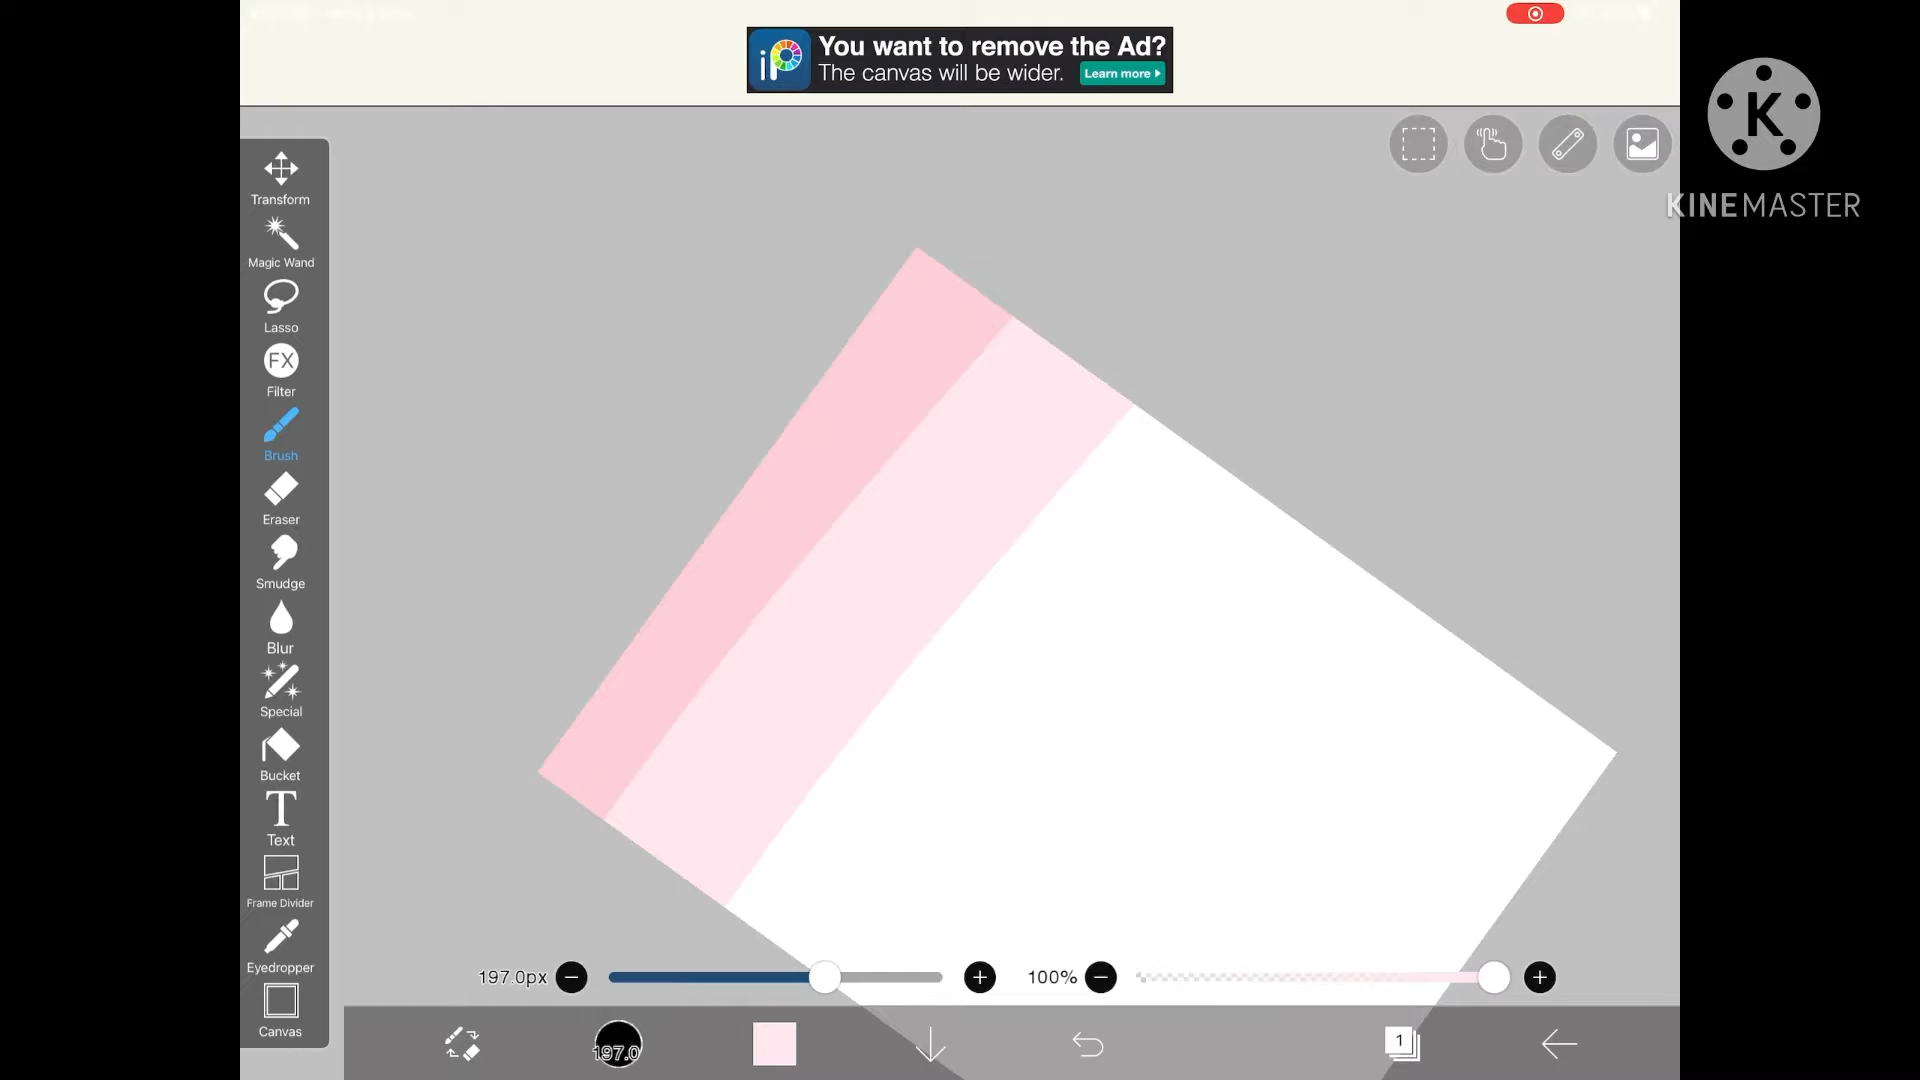 You want to remove the Ad?
The canvas will be wider.
Learn more
iP
K
KINEMASTER
Transform
Magic Wand
Lasso
FX
Filter
Brush
Eraser
Smudge
Blur
Special
Bucket
T
Text
Frame Divider
Eyedropper
Canvas
197.0px
100%
197.0
1